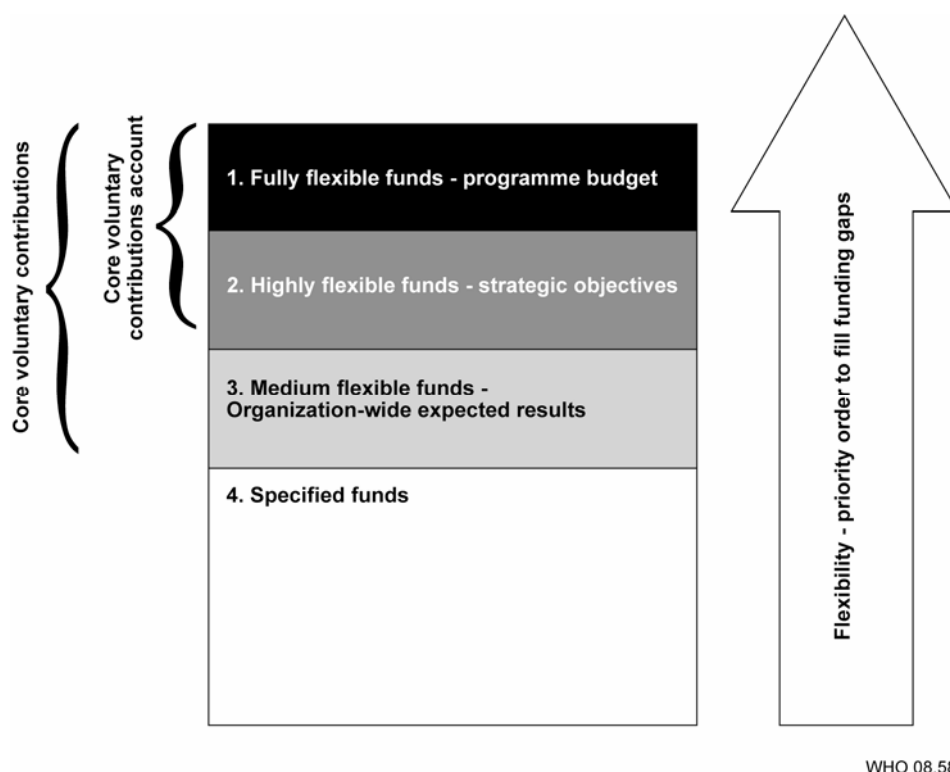 Core voluntary contributions
Core voluntary
contributions account
1. Fully flexible funds - programme budget
2. Highly flexible funds - strategic objectives
3. Medium flexible funds -
Organization-wide expected results
4. Specified funds
Flexibility - priority order to fill funding gaps
WHO 08.58